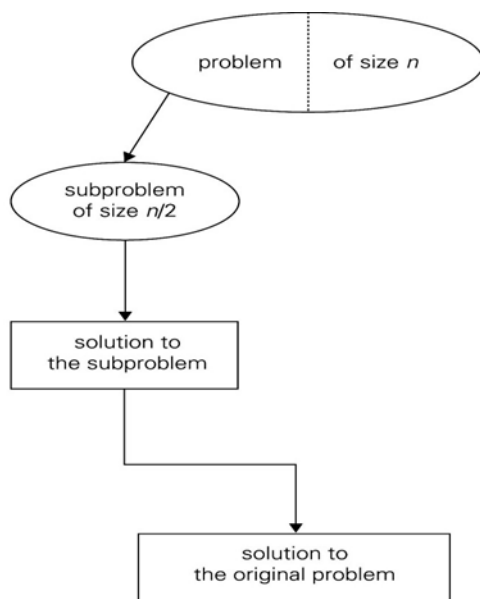 problem of size n
subproblem
of size n/2
solution to
the subproblem
solution to
the original problem